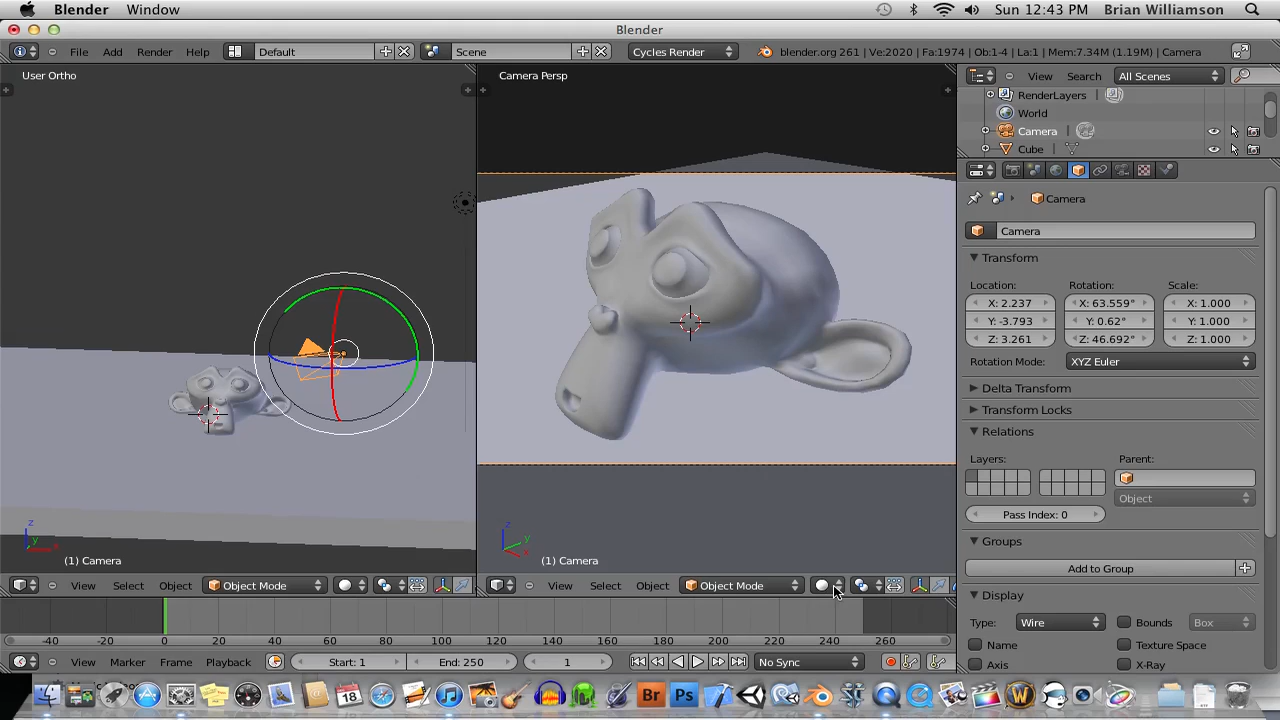 Blender Window Sun 12:43 PM Brian Williamson
Blender
File Add Render Help Default Scene Cycles Render blender.org 261 | Ve:2020 | Fa:1974 | Ob:1-4 | La:1 | Mem:7.34M (1.19M) | Camera
User Ortho
Camera Persp
View Search All Scenes
RenderLayers
World
Camera
Cube
Camera
Camera
Transform
Location: Rotation: Scale:
X: 2.237 X: 63.559° X: 1.000
Y: -3.793 Y: 0.62° Y: 1.000
Z: 3.261 Z: 46.692° Z: 1.000
Rotation Mode: XYZ Euler
Delta Transform
Transform Locks
Relations
Layers: Parent:
Object
Pass Index: 0
Groups
Add to Group
Display
Type: Wire Bounds Box
Name Texture Space
Axis X-Ray
z
y
x
(1) Camera
z
y
x
(1) Camera
View Select Object Object Mode
View Select Object Object Mode
-40 -20 0 20 40 60 80 100 120 140 160 180 200 220 240 260
View Marker Frame Playback Start: 1 End: 250 1 No Sync
18
Br Ps W